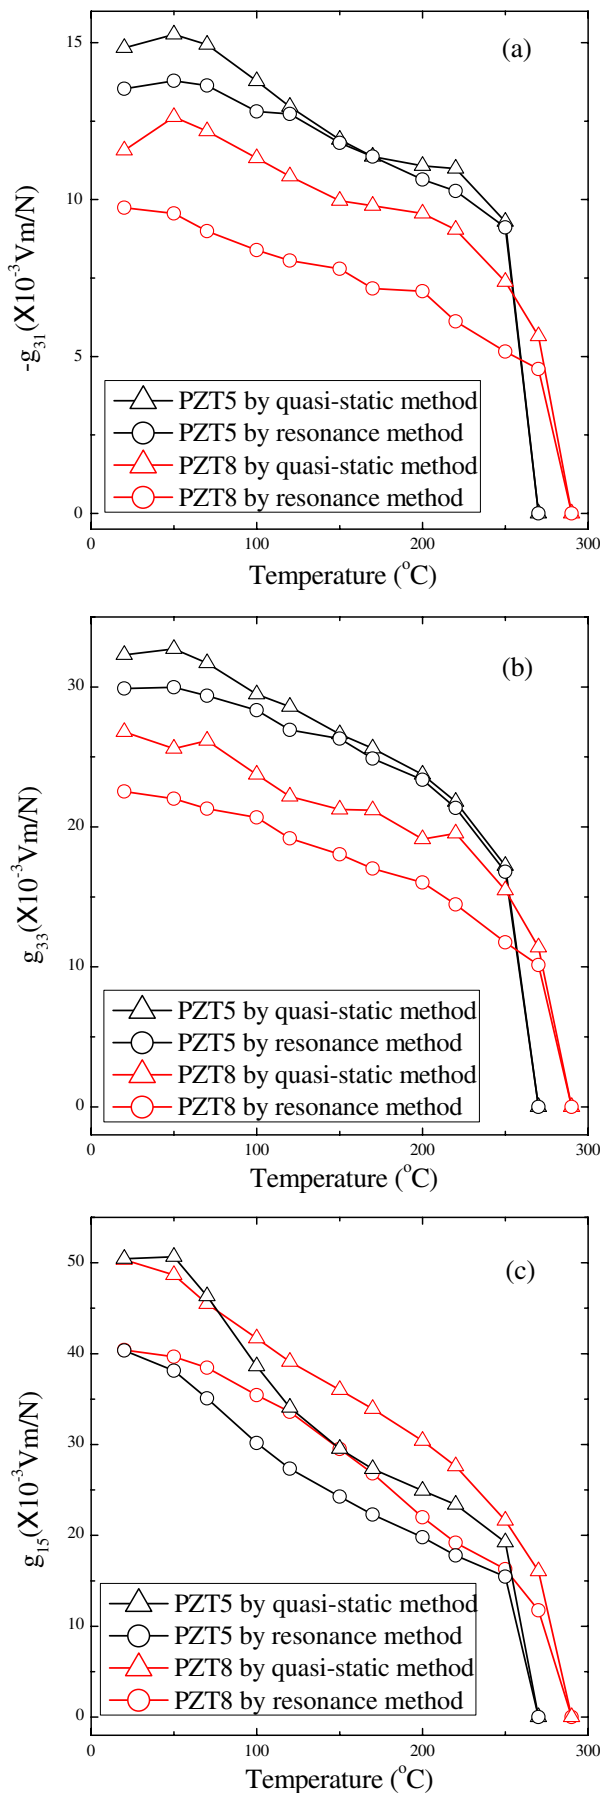 (a)
15
10
5
0
-g31(X10-3Vm/N)
PZT5 by quasi-static method
PZT5 by resonance method
PZT8 by quasi-static method
PZT8 by resonance method
0 100 200 300
Temperature (oC)
(b)
30
20
10
0
g33(X10-3Vm/N)
PZT5 by quasi-static method
PZT5 by resonance method
PZT8 by quasi-static method
PZT8 by resonance method
0 100 200 300
Temperature (oC)
(c)
50
40
30
20
10
0
g15(X10-3Vm/N)
PZT5 by quasi-static method
PZT5 by resonance method
PZT8 by quasi-static method
PZT8 by resonance method
0 100 200 300
Temperature (oC)